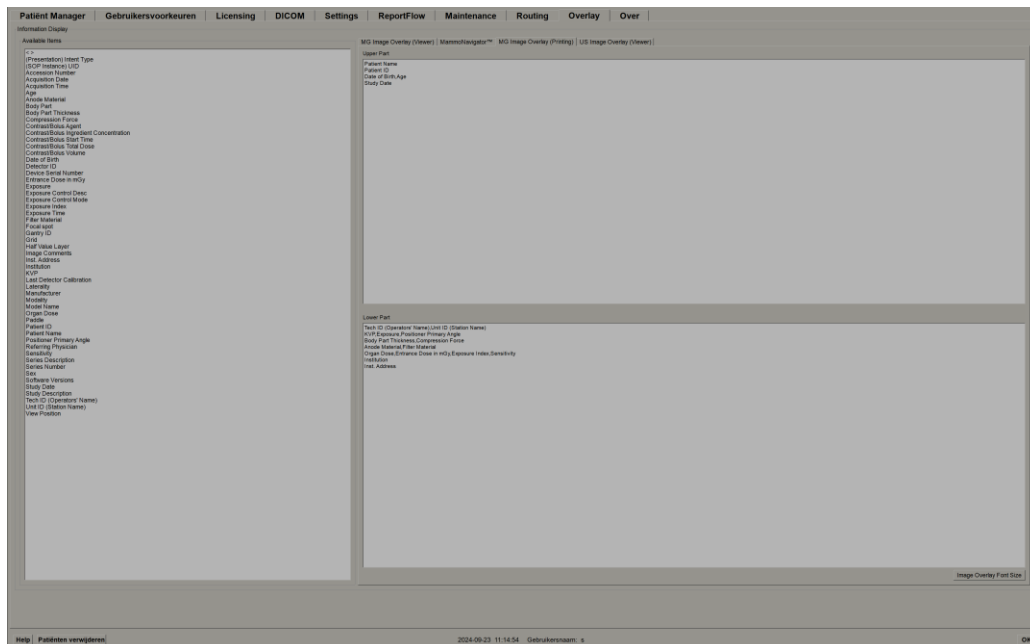 Patiënt Manager Gebruikersvoorkeuren Licensing DICOM Settings ReportFlow Maintenance Routing Overlay Over
Information Display
Available Items
< >
(Presentation) Intent Type
(SOP Instance) UID
Accession Number
Acquisition Date
Acquisition Time
Age
Anode Material
Body Part
Body Part Thickness
Compression Force
Contrast/Bolus Agent
Contrast/Bolus Ingredient Concentration
Contrast/Bolus Start Time
Contrast/Bolus Total Dose
Contrast/Bolus Volume
Date of Birth
Detector ID
Device Serial Number
Entrance Dose in mGy
Exposure
Exposure Control Desc
Exposure Control Mode
Exposure Index
Exposure Time
Filter Material
Focal spot
Gantry ID
Grid
Half Value Layer
Image Comments
Inst. Address
Institution
KVP
Last Detector Calibration
Laterality
Manufacturer
Modality
Model Name
Organ Dose
Paddle
Patient ID
Patient Name
Positioner Primary Angle
Referring Physician
Sensitivity
Series Description
Series Number
Sex
Software Versions
Study Date
Study Description
Tech ID (Operators' Name)
Unit ID (Station Name)
View Position
MG Image Overlay (Viewer) MammoNavigator™ MG Image Overlay (Printing) US Image Overlay (Viewer)
Upper Part
Patient Name
Patient ID
Date of Birth,Age
Study Date
Lower Part
Tech ID (Operators' Name),Unit ID (Station Name)
KVP,Exposure,Positioner Primary Angle
Body Part Thickness,Compression Force
Anode Material,Filter Material
Organ Dose,Entrance Dose in mGy,Exposure Index,Sensitivity
Institution
Inst. Address
Image Overlay Font Size
Help Patiënten verwijderen 2024-09-23 11:14:54 Gebruikersnaam: s